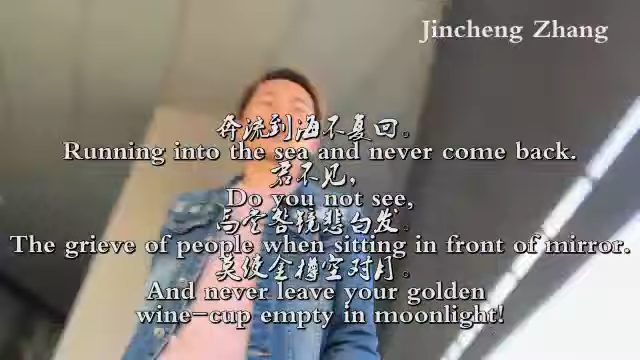 Jincheng Zhang
奔流到海不复回。
Running into the sea and never come back.
君不见，
Do you not see,
高堂明镜悲白发。
The grieve of people when sitting in front of mirror.
莫使金樽空对月。
And never leave your golden
wine-cup empty in moonlight!